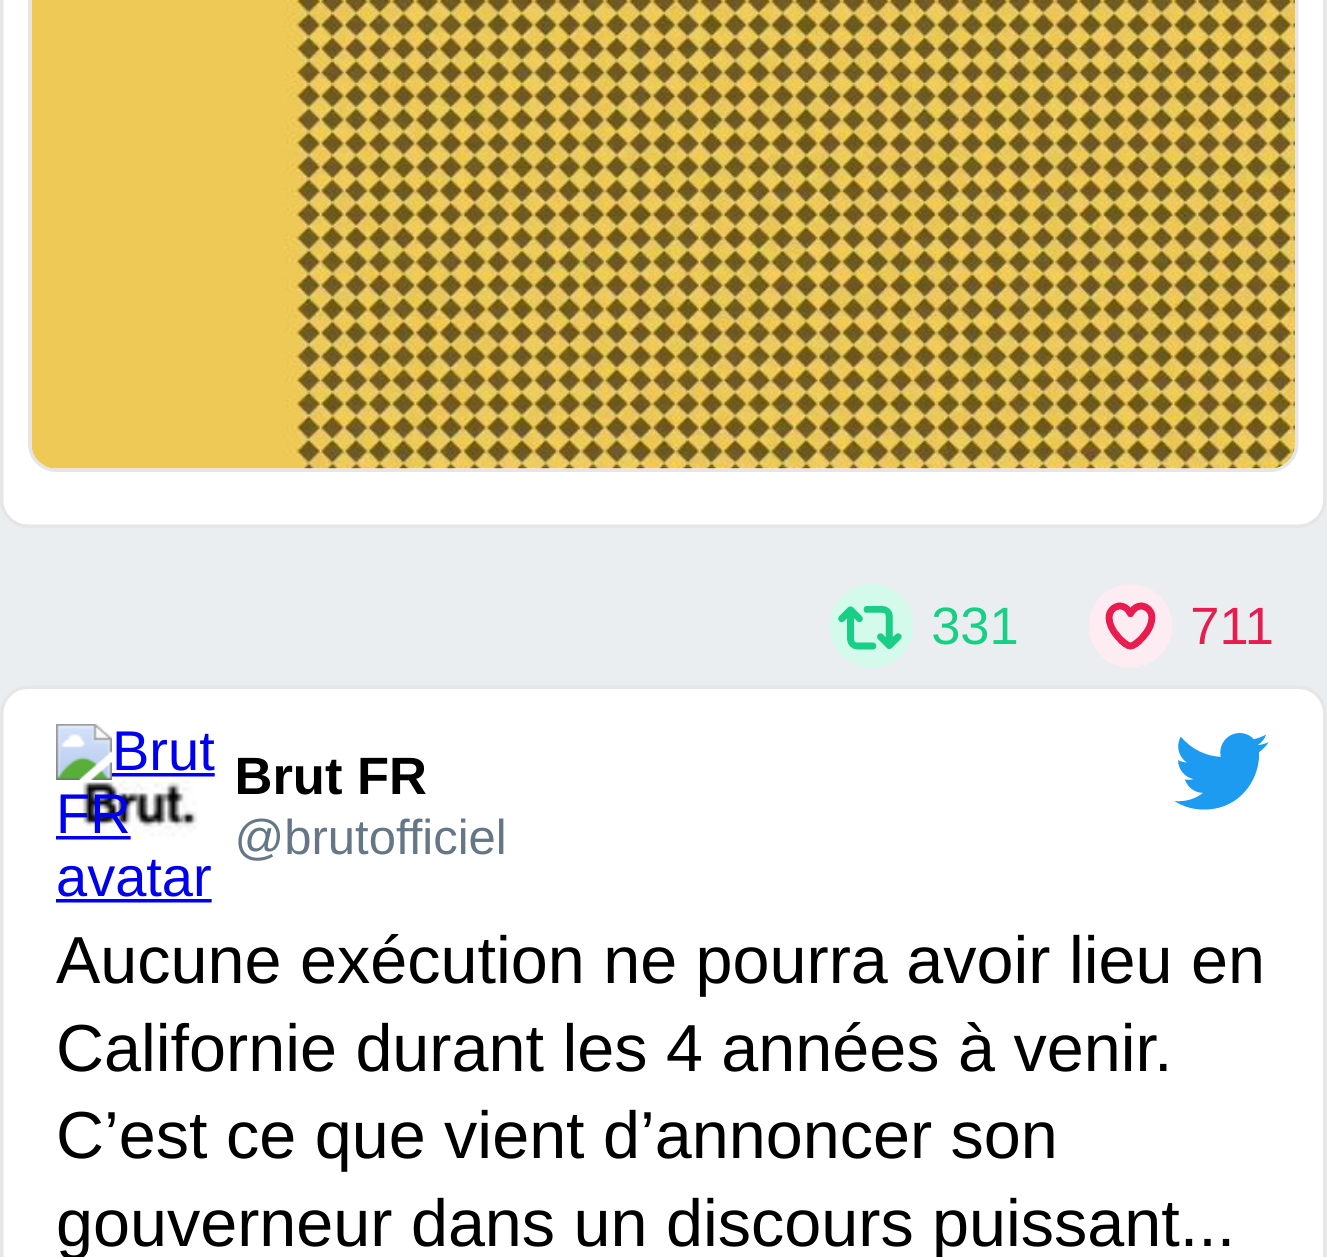 331 711
Brut FR avatar
Brut.
Brut FR
@brutofficiel
Aucune exécution ne pourra avoir lieu en
Californie durant les 4 années à venir.
C’est ce que vient d’annoncer son
gouverneur dans un discours puissant...